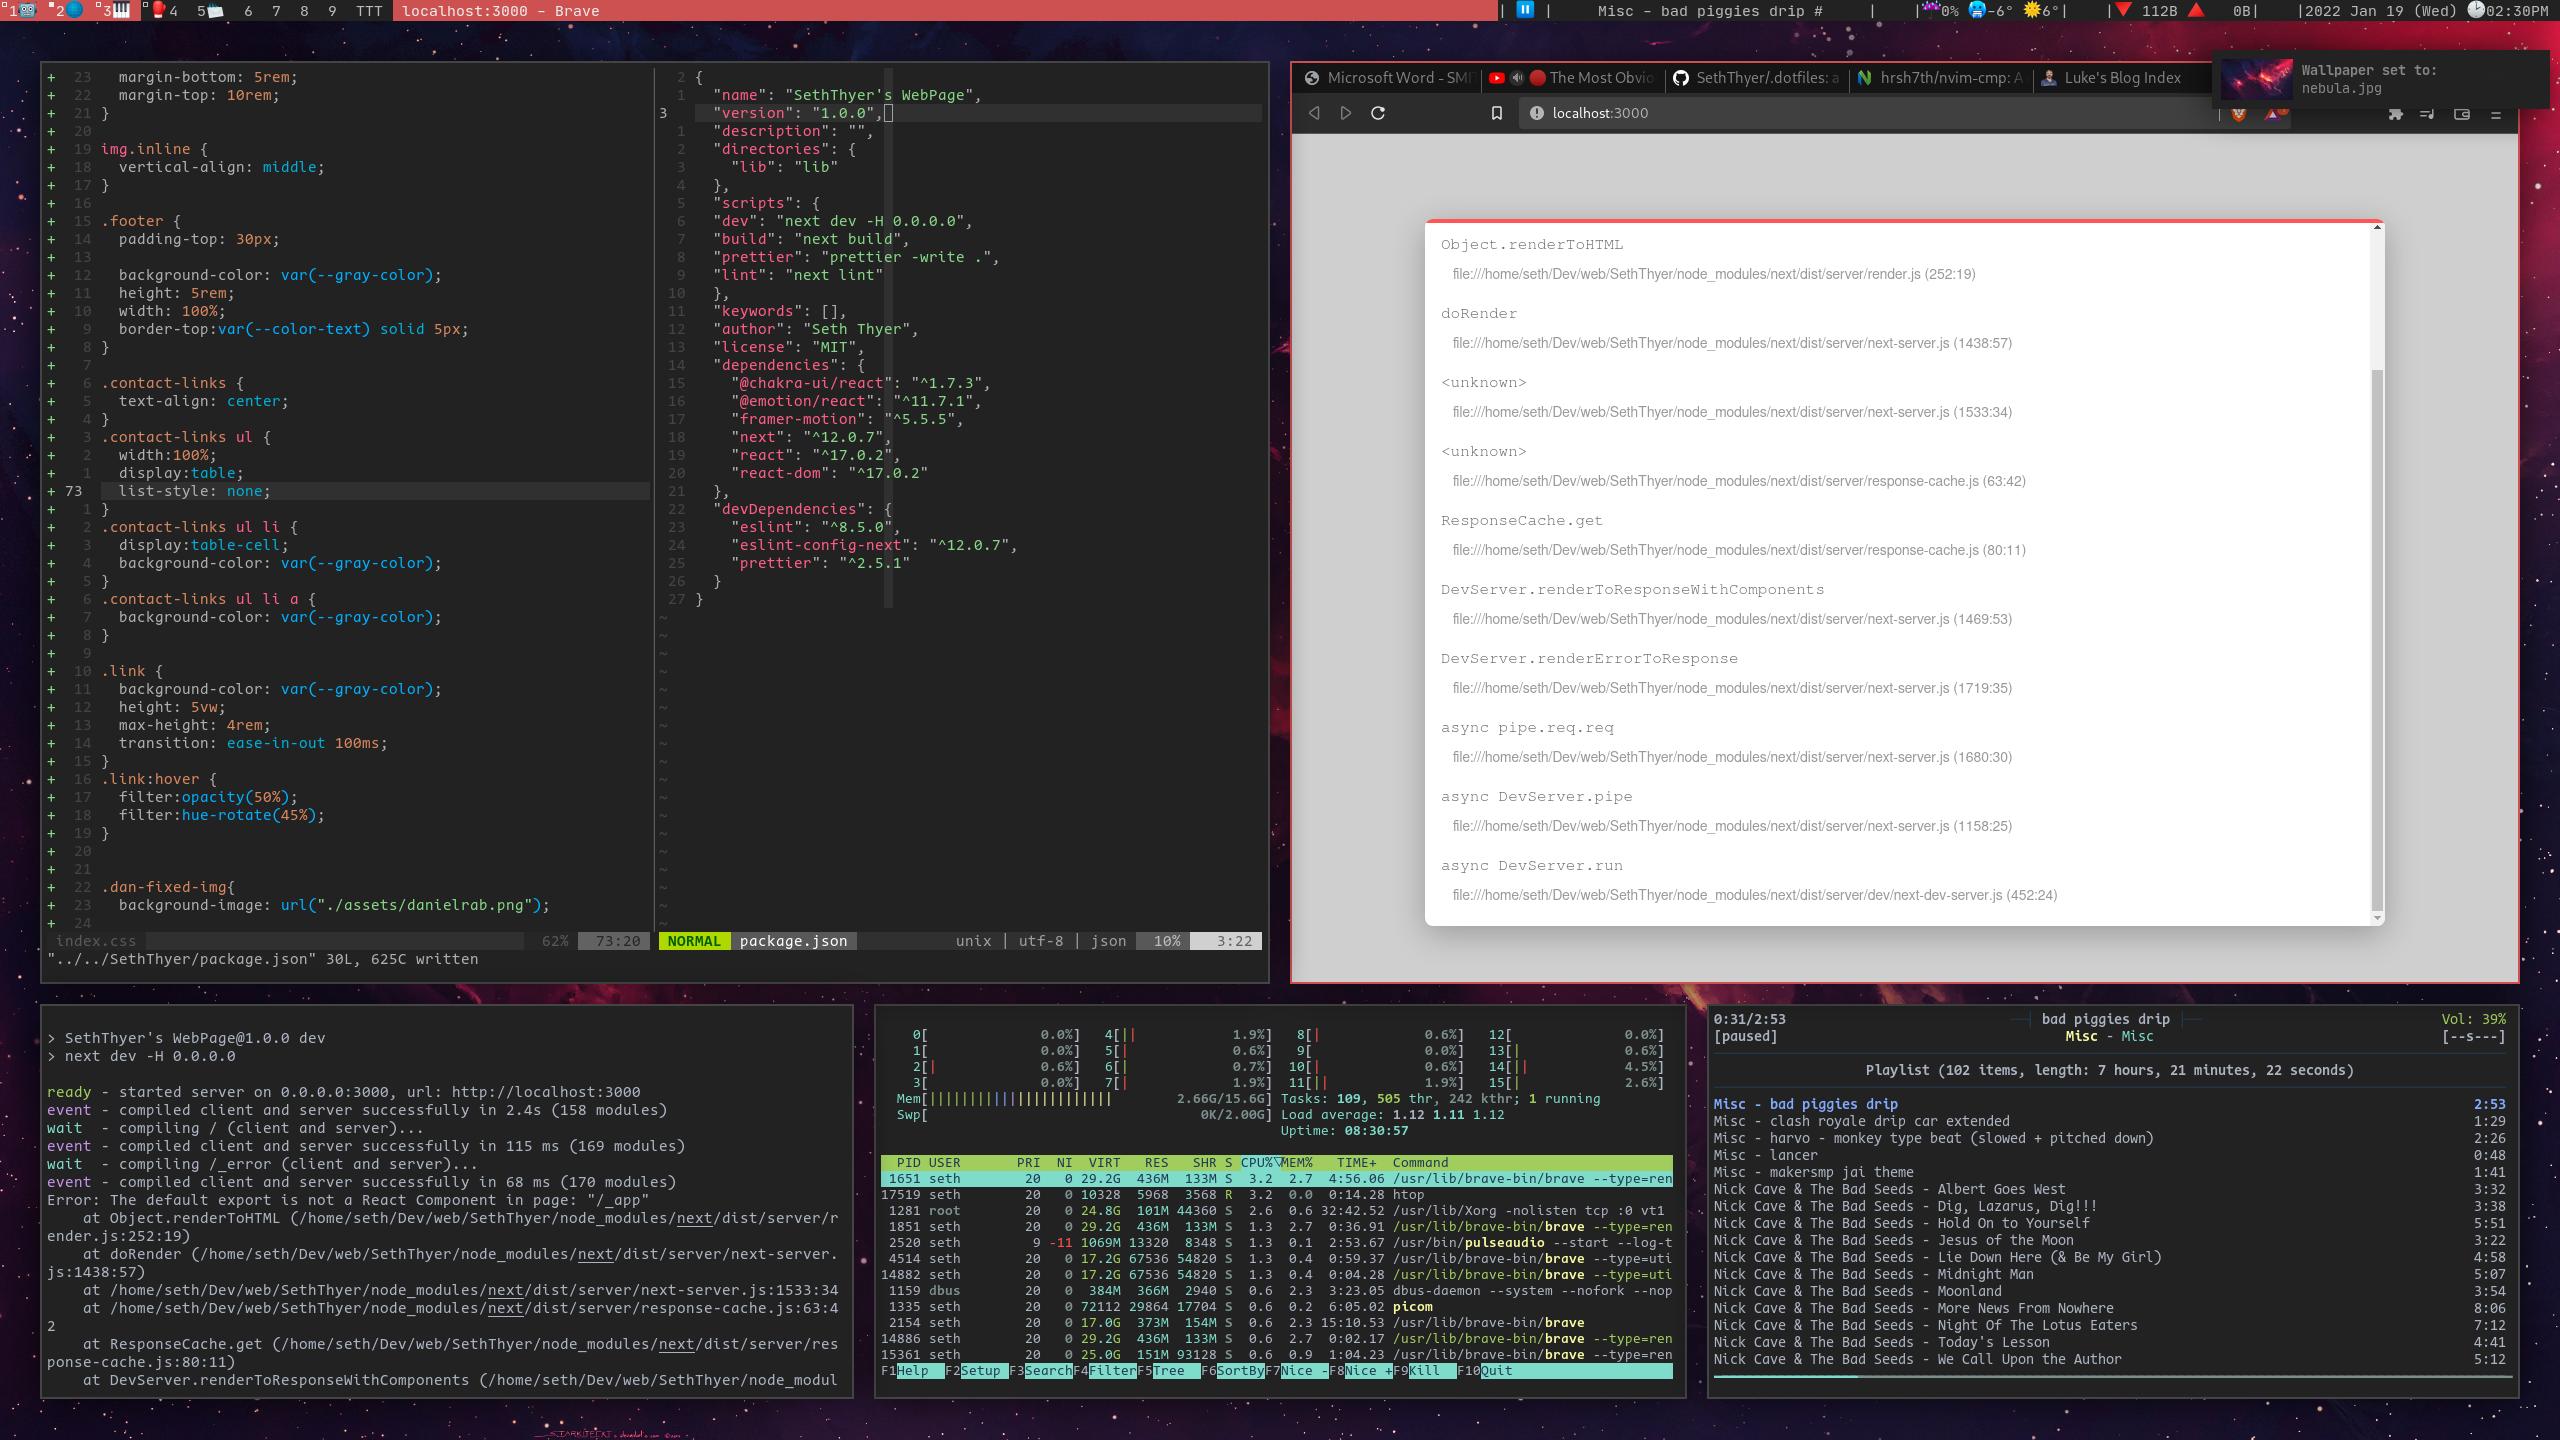 1 2 3 4 5 6 7 8 9 TTT localhost:3000 - Brave
| | Misc - bad piggies drip # | | 0% -6° 6°| | 112B 0B| |2022 Jan 19 (Wed) 02:30PM
+ 23 margin-bottom: 5rem;
+ 22 margin-top: 10rem;
+ 21 }
+ 20
+ 19 img.inline {
+ 18 vertical-align: middle;
+ 17 }
+ 16
+ 15 .footer {
+ 14 padding-top: 30px;
+ 13
+ 12 background-color: var(--gray-color);
+ 11 height: 5rem;
+ 10 width: 100%;
+ 9 border-top:var(--color-text) solid 5px;
+ 8 }
+ 7
+ 6 .contact-links {
+ 5 text-align: center;
+ 4 }
+ 3 .contact-links ul {
+ 2 width:100%;
+ 1 display:table;
+ 73 list-style: none;
+ 1 }
+ 2 .contact-links ul li {
+ 3 display:table-cell;
+ 4 background-color: var(--gray-color);
+ 5 }
+ 6 .contact-links ul li a {
+ 7 background-color: var(--gray-color);
+ 8 }
+ 9
+ 10 .link {
+ 11 background-color: var(--gray-color);
+ 12 height: 5vw;
+ 13 max-height: 4rem;
+ 14 transition: ease-in-out 100ms;
+ 15 }
+ 16 .link:hover {
+ 17 filter:opacity(50%);
+ 18 filter:hue-rotate(45%);
+ 19 }
+ 20
+ 21
+ 22 .dan-fixed-img{
+ 23 background-image: url("./assets/danielrab.png");
+ 24
index.css 62% 73:20
2 {
1 "name": "SethThyer's WebPage",
3 "version": "1.0.0",
1 "description": "",
2 "directories": {
3 "lib": "lib"
4 },
5 "scripts": {
6 "dev": "next dev -H 0.0.0.0",
7 "build": "next build",
8 "prettier": "prettier -write .",
9 "lint": "next lint"
10 },
11 "keywords": [],
12 "author": "Seth Thyer",
13 "license": "MIT",
14 "dependencies": {
15 "@chakra-ui/react": "^1.7.3",
16 "@emotion/react": "^11.7.1",
17 "framer-motion": "^5.5.5",
18 "next": "^12.0.7",
19 "react": "^17.0.2",
20 "react-dom": "^17.0.2"
21 },
22 "devDependencies": {
23 "eslint": "^8.5.0",
24 "eslint-config-next": "^12.0.7",
25 "prettier": "^2.5.1"
26 }
27 }
NORMAL package.json unix | utf-8 | json 10% 3:22
"../../SethThyer/package.json" 30L, 625C written
Microsoft Word - SMI The Most Obvio SethThyer/.dotfiles: a hrsh7th/nvim-cmp: A Luke's Blog Index
Wallpaper set to:
nebula.jpg
localhost:3000
Object.renderToHTML
file:///home/seth/Dev/web/SethThyer/node_modules/next/dist/server/render.js (252:19)
doRender
file:///home/seth/Dev/web/SethThyer/node_modules/next/dist/server/next-server.js (1438:57)
<unknown>
file:///home/seth/Dev/web/SethThyer/node_modules/next/dist/server/next-server.js (1533:34)
<unknown>
file:///home/seth/Dev/web/SethThyer/node_modules/next/dist/server/response-cache.js (63:42)
ResponseCache.get
file:///home/seth/Dev/web/SethThyer/node_modules/next/dist/server/response-cache.js (80:11)
DevServer.renderToResponseWithComponents
file:///home/seth/Dev/web/SethThyer/node_modules/next/dist/server/next-server.js (1469:53)
DevServer.renderErrorToResponse
file:///home/seth/Dev/web/SethThyer/node_modules/next/dist/server/next-server.js (1719:35)
async pipe.req.req
file:///home/seth/Dev/web/SethThyer/node_modules/next/dist/server/next-server.js (1680:30)
async DevServer.pipe
file:///home/seth/Dev/web/SethThyer/node_modules/next/dist/server/next-server.js (1158:25)
async DevServer.run
file:///home/seth/Dev/web/SethThyer/node_modules/next/dist/server/dev/next-dev-server.js (452:24)
> SethThyer's WebPage@1.0.0 dev
> next dev -H 0.0.0.0
ready - started server on 0.0.0.0:3000, url: http://localhost:3000
event - compiled client and server successfully in 2.4s (158 modules)
wait - compiling / (client and server)...
event - compiled client and server successfully in 115 ms (169 modules)
wait - compiling /_error (client and server)...
event - compiled client and server successfully in 68 ms (170 modules)
Error: The default export is not a React Component in page: "/_app"
at Object.renderToHTML (/home/seth/Dev/web/SethThyer/node_modules/next/dist/server/r
ender.js:252:19)
at doRender (/home/seth/Dev/web/SethThyer/node_modules/next/dist/server/next-server.
js:1438:57)
at /home/seth/Dev/web/SethThyer/node_modules/next/dist/server/next-server.js:1533:34
at /home/seth/Dev/web/SethThyer/node_modules/next/dist/server/response-cache.js:63:4
2
at ResponseCache.get (/home/seth/Dev/web/SethThyer/node_modules/next/dist/server/res
ponse-cache.js:80:11)
at DevServer.renderToResponseWithComponents (/home/seth/Dev/web/SethThyer/node_modul
0[ 0.0%] 4[|| 1.9%] 8[| 0.6%] 12[ 0.0%]
1[ 0.0%] 5[| 0.6%] 9[ 0.0%] 13[| 0.6%]
2[| 0.6%] 6[| 0.7%] 10[| 0.6%] 14[|| 4.5%]
3[ 0.0%] 7[| 1.9%] 11[|| 1.9%] 15[| 2.6%]
Mem[||||||||||||||||||||||| 2.66G/15.6G] Tasks: 109, 505 thr, 242 kthr; 1 running
Swp[ 0K/2.00G] Load average: 1.12 1.11 1.12
Uptime: 08:30:57
PID USER PRI NI VIRT RES SHR S CPU%▽MEM% TIME+ Command
1651 seth 20 0 29.2G 436M 133M S 3.2 2.7 4:56.06 /usr/lib/brave-bin/brave --type=ren
17519 seth 20 0 10328 5968 3568 R 3.2 0.0 0:14.28 htop
1281 root 20 0 24.8G 101M 44360 S 2.6 0.6 32:42.52 /usr/lib/Xorg -nolisten tcp :0 vt1
1851 seth 20 0 29.2G 436M 133M S 1.3 2.7 0:36.91 /usr/lib/brave-bin/brave --type=ren
2520 seth 9 -11 1069M 13320 8348 S 1.3 0.1 2:53.67 /usr/bin/pulseaudio --start --log-t
4514 seth 20 0 17.2G 67536 54820 S 1.3 0.4 0:59.37 /usr/lib/brave-bin/brave --type=uti
14882 seth 20 0 17.2G 67536 54820 S 1.3 0.4 0:04.28 /usr/lib/brave-bin/brave --type=uti
1159 dbus 20 0 384M 366M 2940 S 0.6 2.3 3:23.05 dbus-daemon --system --nofork --nop
1335 seth 20 0 72112 29864 17704 S 0.6 0.2 6:05.02 picom
2154 seth 20 0 17.0G 373M 154M S 0.6 2.3 15:10.53 /usr/lib/brave-bin/brave
14886 seth 20 0 29.2G 436M 133M S 0.6 2.7 0:02.17 /usr/lib/brave-bin/brave --type=ren
15361 seth 20 0 25.0G 151M 93128 S 0.6 0.9 1:04.23 /usr/lib/brave-bin/brave --type=ren
F1Help F2Setup F3SearchF4FilterF5Tree F6SortByF7Nice -F8Nice +F9Kill F10Quit
0:31/2:53 bad piggies drip Vol: 39%
[paused] Misc - Misc [--s---]
Playlist (102 items, length: 7 hours, 21 minutes, 22 seconds)
Misc - bad piggies drip 2:53
Misc - clash royale drip car extended 1:29
Misc - harvo - monkey type beat (slowed + pitched down) 2:26
Misc - lancer 0:48
Misc - makersmp jai theme 1:41
Nick Cave & The Bad Seeds - Albert Goes West 3:32
Nick Cave & The Bad Seeds - Dig, Lazarus, Dig!!! 3:38
Nick Cave & The Bad Seeds - Hold On to Yourself 5:51
Nick Cave & The Bad Seeds - Jesus of the Moon 3:22
Nick Cave & The Bad Seeds - Lie Down Here (& Be My Girl) 4:58
Nick Cave & The Bad Seeds - Midnight Man 5:07
Nick Cave & The Bad Seeds - Moonland 3:54
Nick Cave & The Bad Seeds - More News From Nowhere 8:06
Nick Cave & The Bad Seeds - Night Of The Lotus Eaters 7:12
Nick Cave & The Bad Seeds - Today's Lesson 4:41
Nick Cave & The Bad Seeds - We Call Upon the Author 5:12